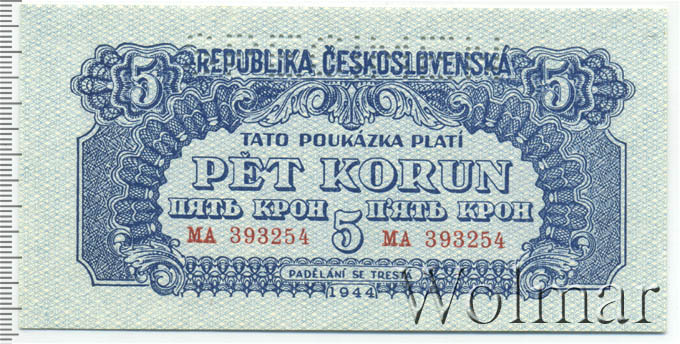 5 REPUBLIKA ČESKOSLOVENSKÁ 5
TATO POUKÁZKA PLATÍ
PĚT KORUN
ПЯТЬ КРОН 5 П'ЯТЬ КРОН
MA 393254 MA 393254
PADĚLÁNÍ SE TRESTÁ
1944
Wolmar